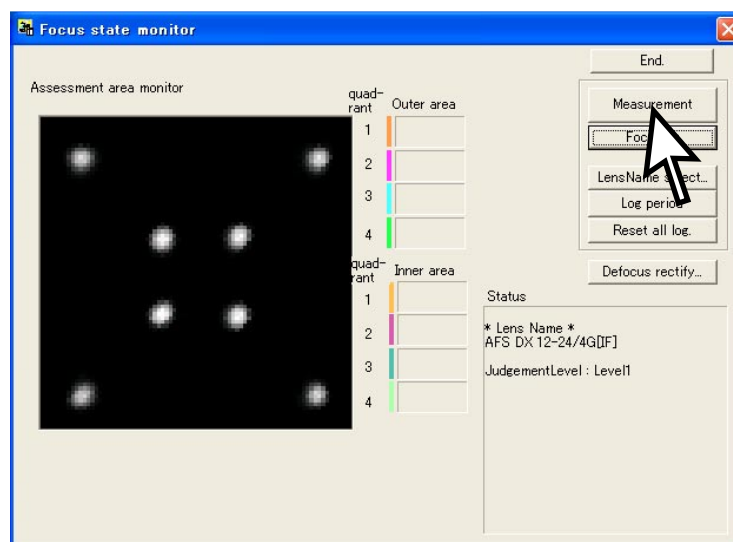 Focus state monitor
End.
Assessment area monitor
quad-
rant
Outer area
Measurement
1
2
3
4
LensName
Log period
Reset all log.
quad-
rant
Inner area
Defocus rectify...
1
2
3
4
Status
* Lens Name *
AFS DX 12-24/4G[IF]
JudgementLevel : Level1